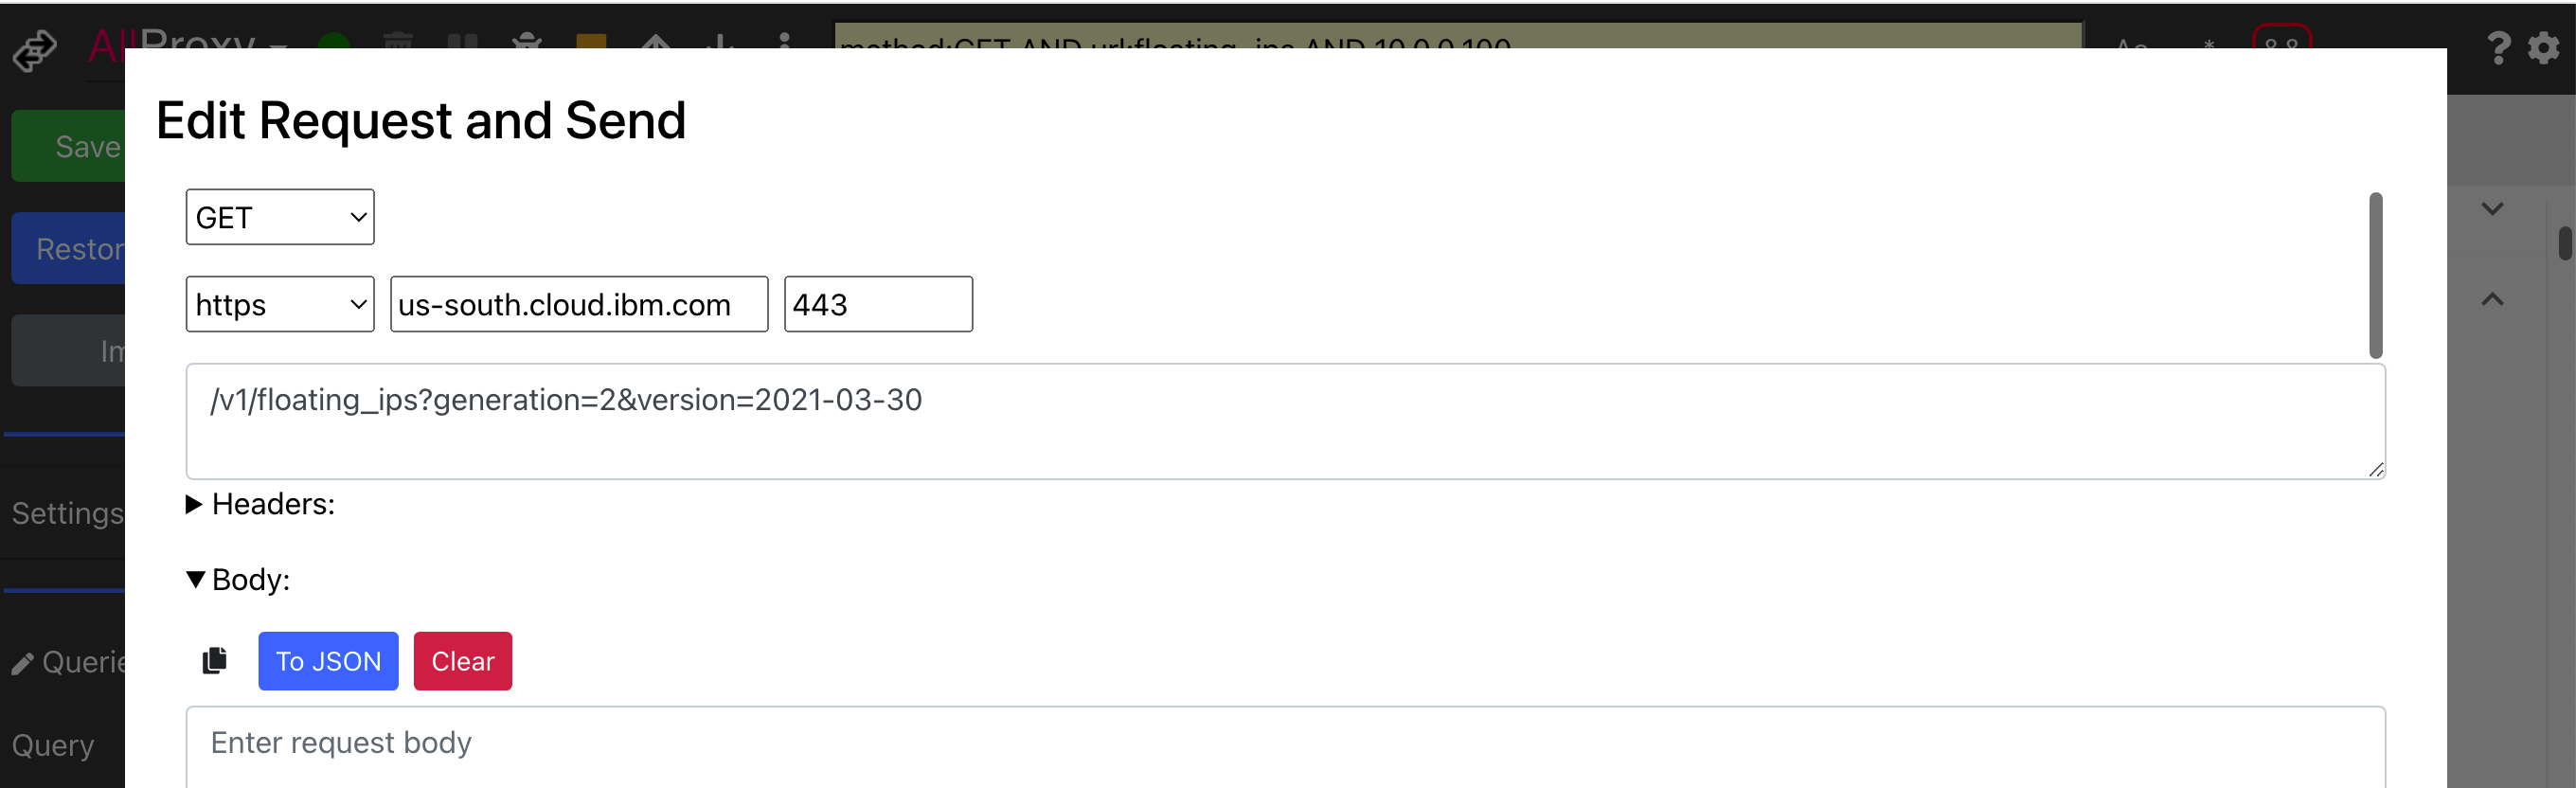 AllProxy
method:GET AND url:floating_ips AND 10.0.0.100
Aa
.*
?
Save
Edit Request and Send
GET
Restor
https
us-south.cloud.ibm.com
443
Im
/v1/floating_ips?generation=2&version=2021-03-30
Settings
Headers:
Body:
Querie
To JSON
Clear
Query
Enter request body